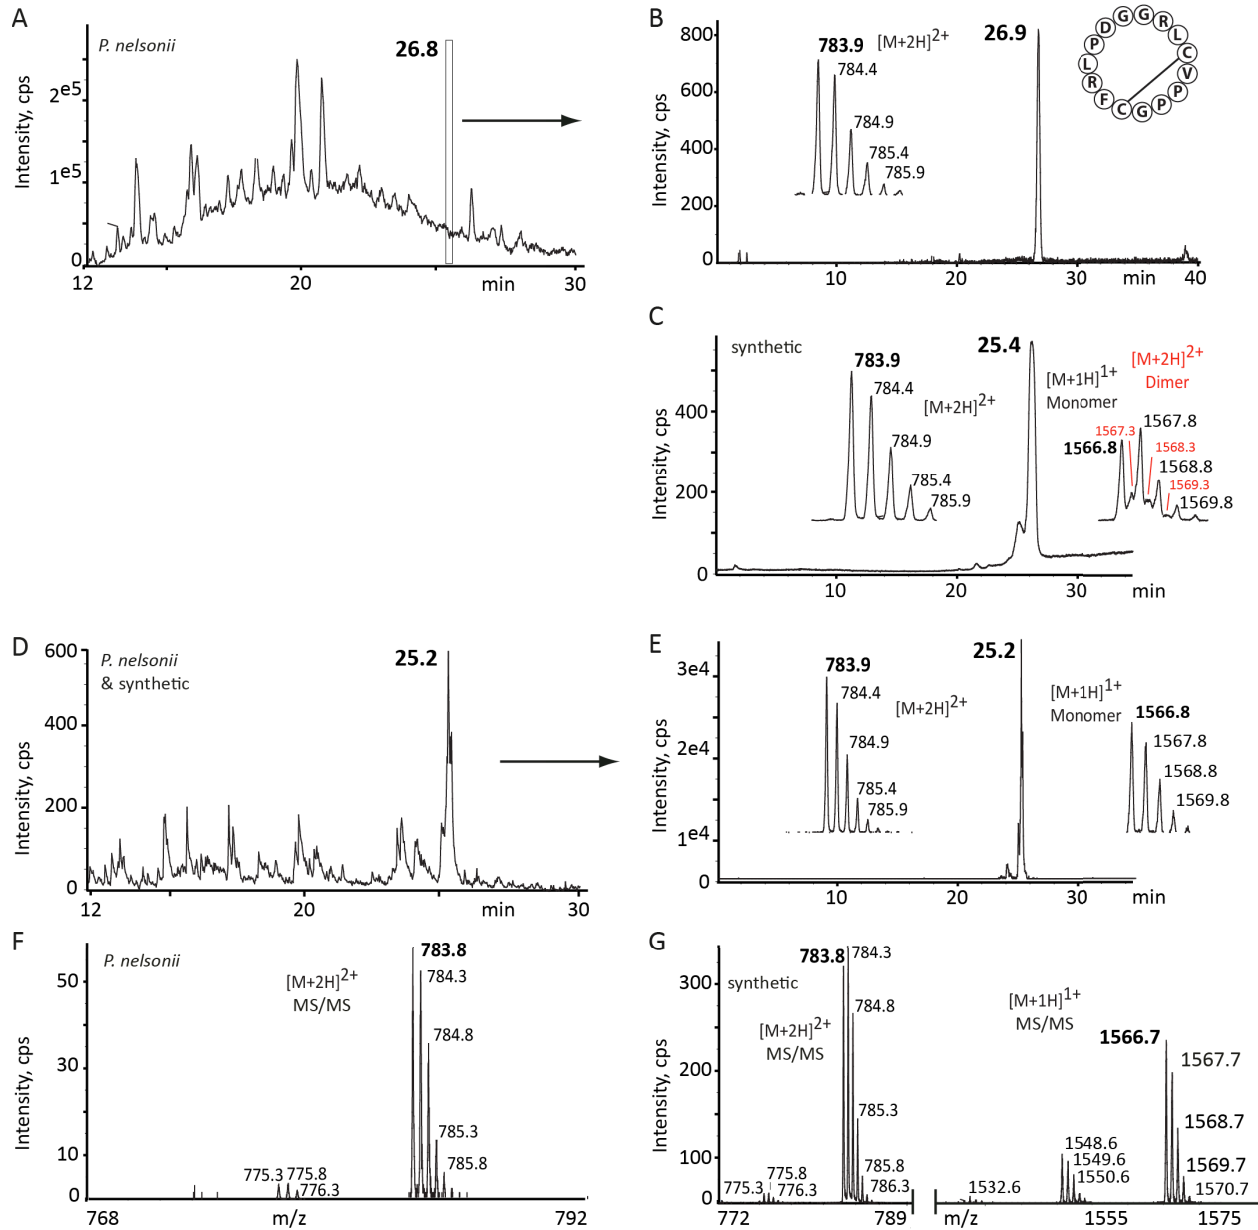 A
P. nelsonii
26.8
Intensity, cps
2e5
1e5
0
12
20
min
30
B
783.9
[M+2H]2+
784.4
784.9
785.4
785.9
26.9
Intensity, cps
800
600
400
200
0
10
20
30
min
40
P D G G R L C V P P G C F R L
C
synthetic
783.9
784.4
[M+2H]2+
784.9
785.4
785.9
25.4
[M+1H]1+
Monomer
[M+2H]2+
Dimer
1566.8
1567.3
1567.8
1568.3
1568.8
1569.3
1569.8
Intensity, cps
400
200
0
10
20
30
min
D
P. nelsonii
& synthetic
25.2
Intensity, cps
600
400
200
0
12
20
min
30
E
783.9
784.4
[M+2H]2+
784.9
785.4
785.9
25.2
[M+1H]1+
Monomer
1566.8
1567.8
1568.8
1569.8
Intensity, cps
3e4
2e4
1e4
0
10
20
30
min
F
P. nelsonii
[M+2H]2+
MS/MS
783.8
784.3
784.8
785.3
785.8
775.3
775.8
776.3
Intensity, cps
50
30
10
0
768
m/z
792
G
synthetic
[M+2H]2+
MS/MS
783.8
784.3
784.8
785.3
785.8
786.3
775.3
775.8
776.3
[M+1H]1+
MS/MS
1566.7
1567.7
1568.7
1569.7
1570.7
1548.6
1549.6
1550.6
1532.6
Intensity, cps
300
200
100
0
772
789
m/z
1555
1575